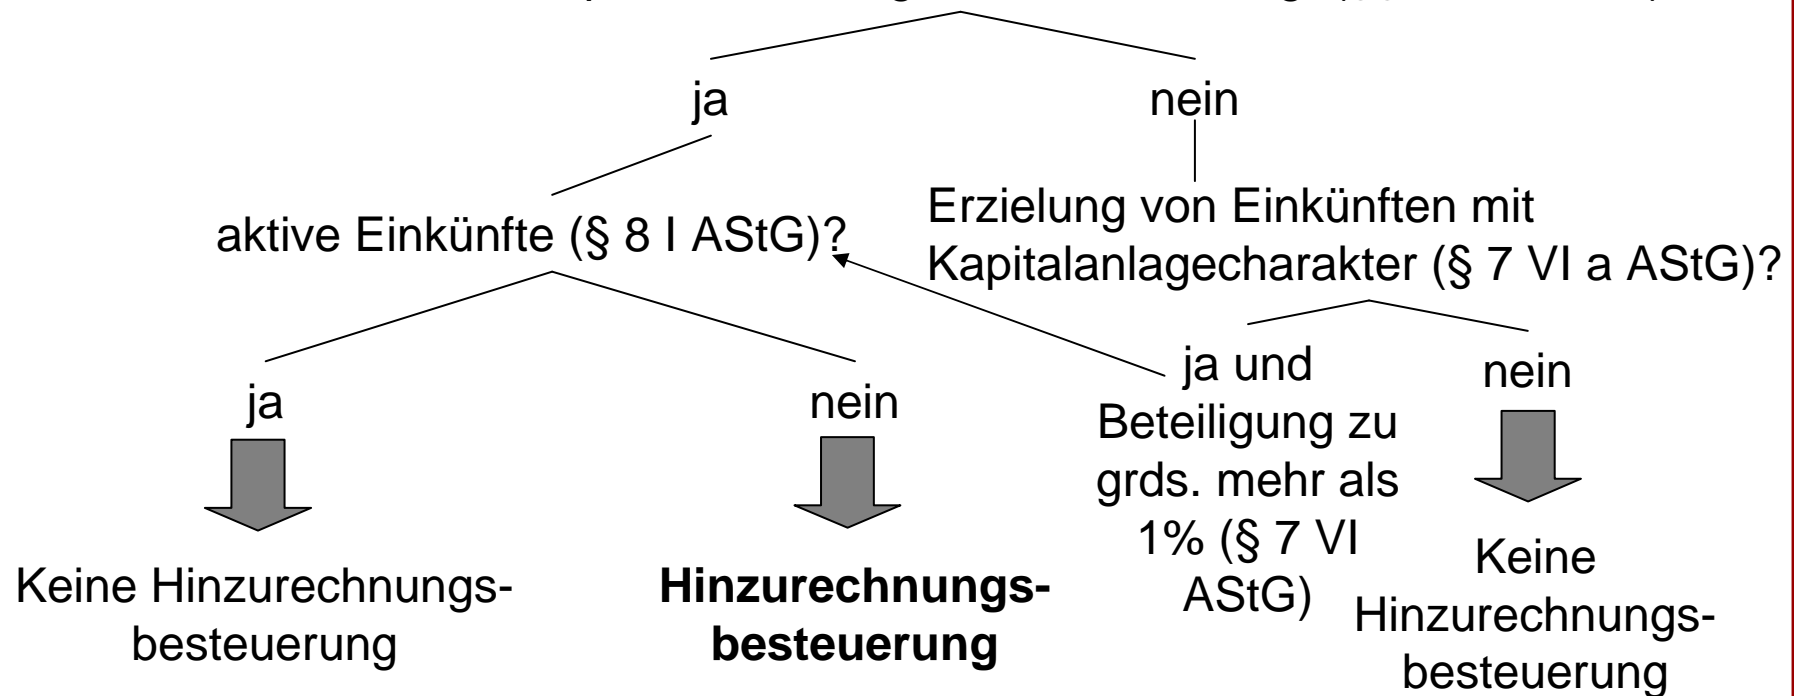 ja
nein
aktive Einkünfte (§ 8 I AStG)?
Erzielung von Einkünften mit
Kapitalanlagecharakter (§ 7 VI a AStG)?
ja
nein
ja und
Beteiligung zu
grds. mehr als
1% (§ 7 VI
AStG)
nein
Keine Hinzurechnungs-
besteuerung
Hinzurechnungs-
besteuerung
Keine
Hinzurechnungs-
besteuerung